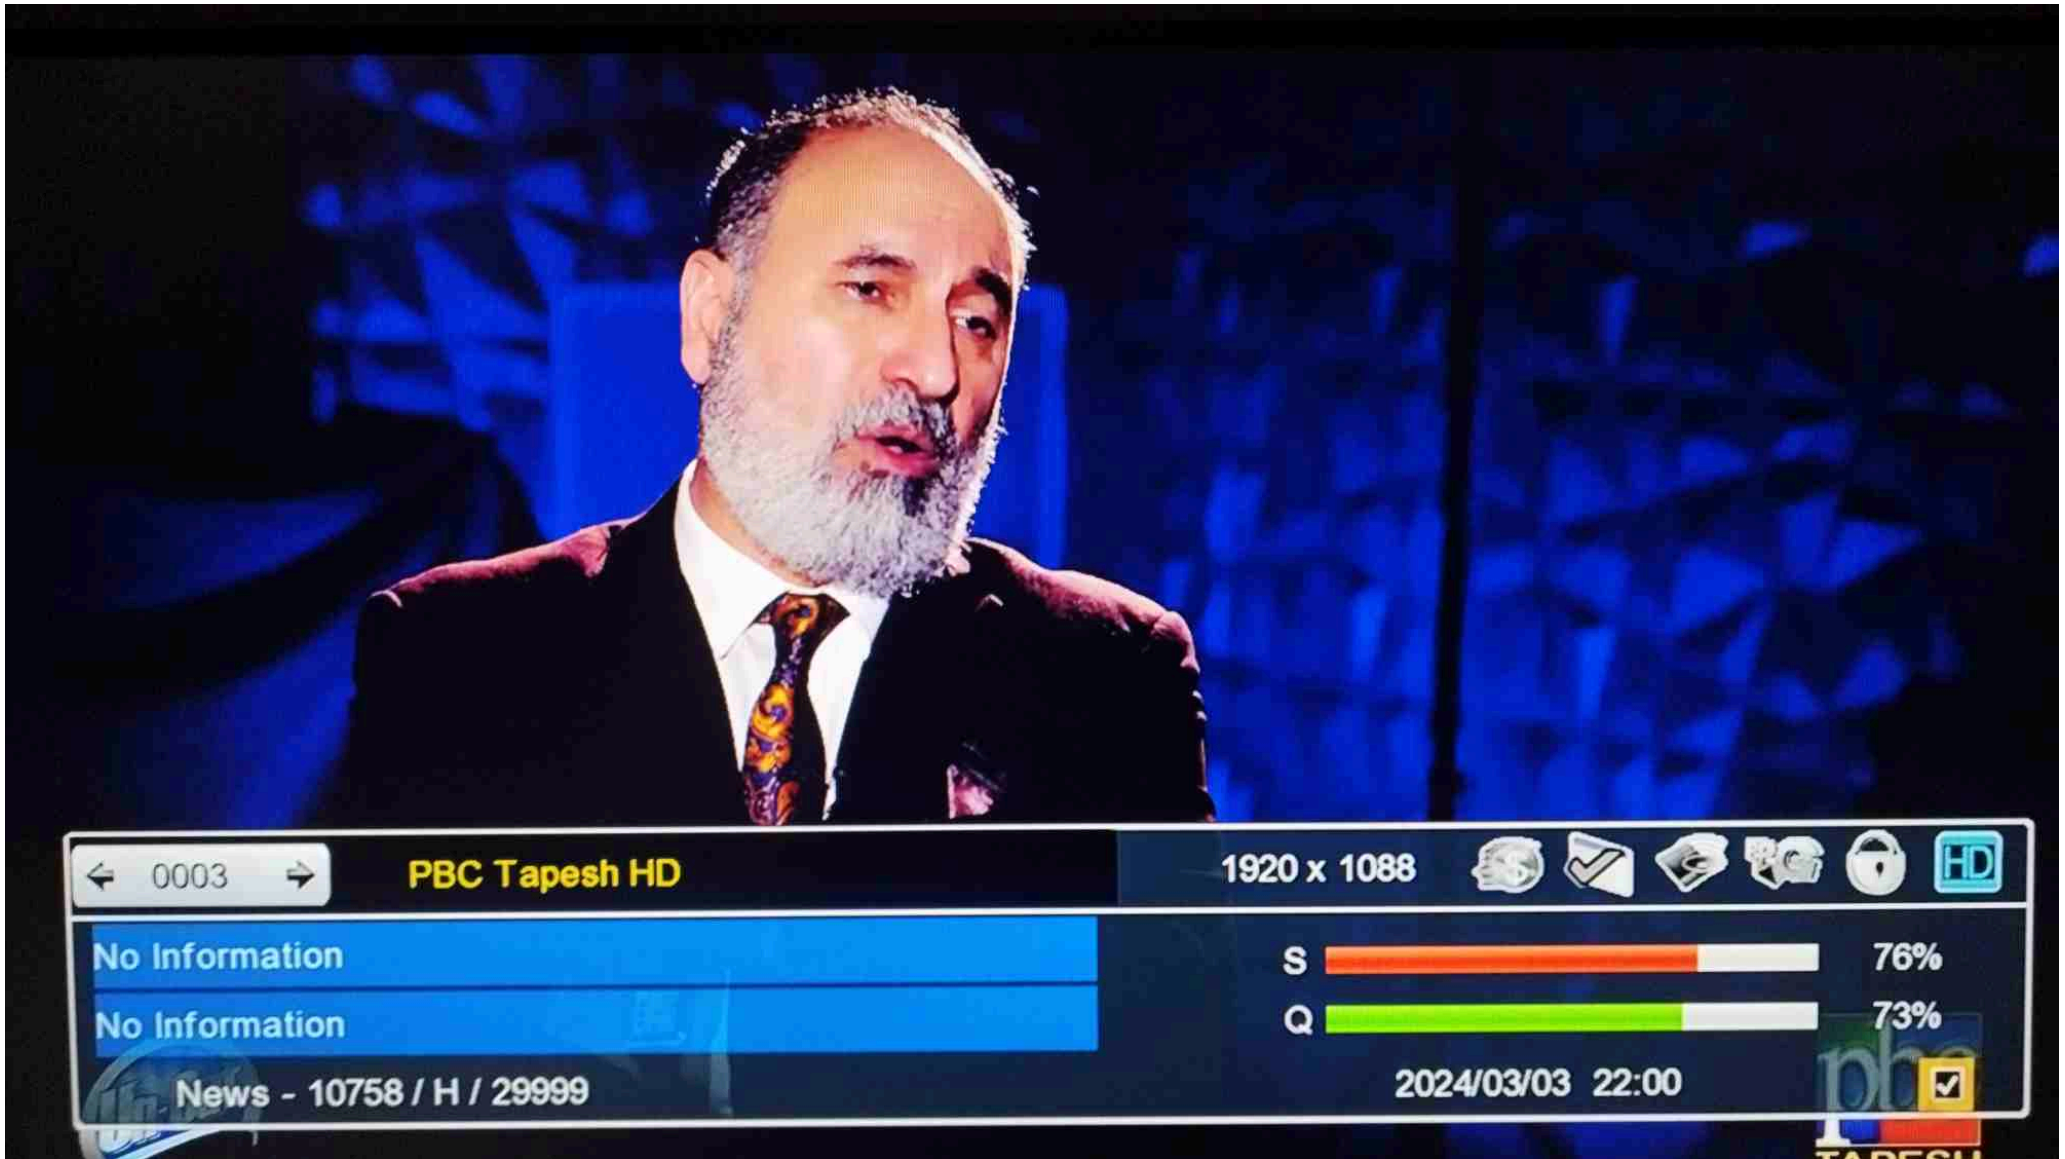 0003
PBC Tapesh HD
1920 x 1088
HD
No Information
S
76%
No Information
Q
73%
News - 10758 / H / 29999
2024/03/03 22:00
pbc
TAPESH